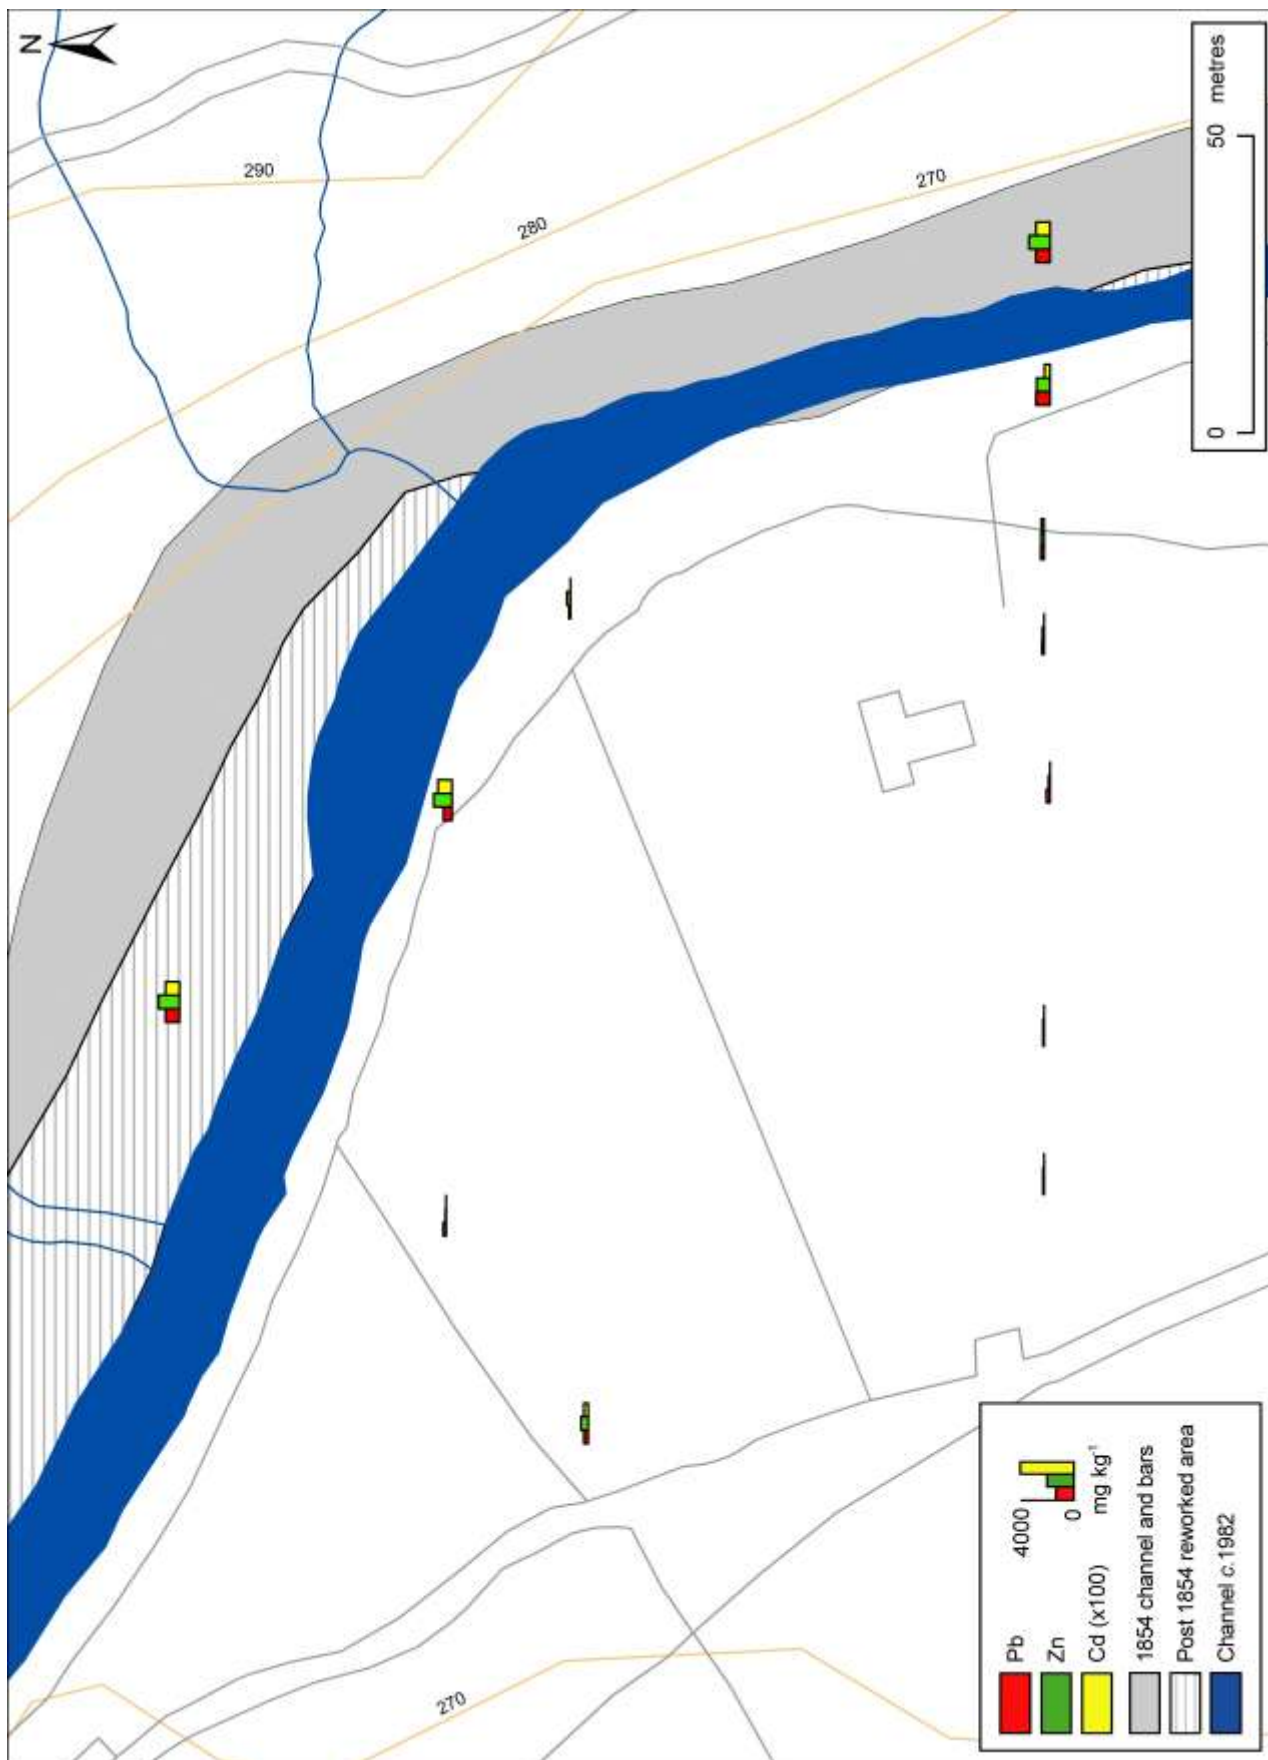 N
290
280
270
270
50
metres
0
Pb
Zn
Cd (x100)
4000
0
mg kg⁻¹
1854 channel and bars
Post 1854 reworked area
Channel c.1982